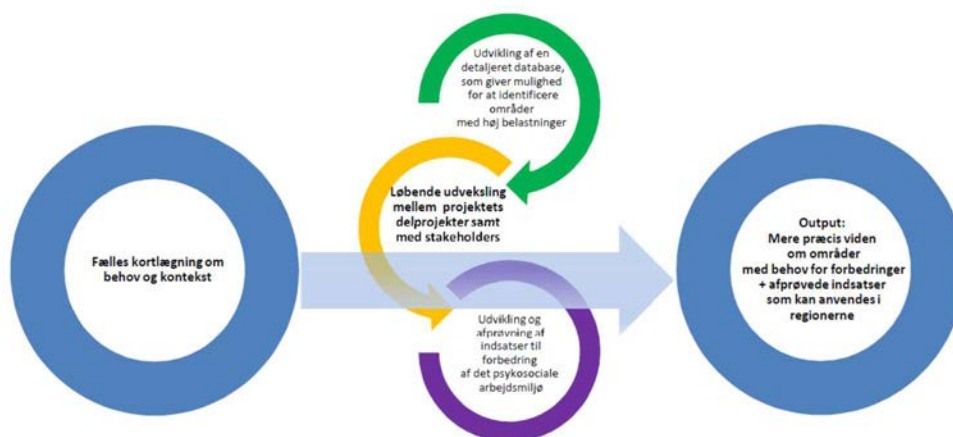 Fælles kortlægning om
behov og kontekst
Udvikling af en
detaljeret database,
som giver mulighed
for at identificere
områder
med høj belastninger
Løbende udveksling
mellem projektets
delprojekter samt
med stakeholders
Udvikling og
afprøvning af
indsatser til
forbedring
af det psykosociale
arbejdsmiljø
Output:
Mere præcis viden
om områder
med behov for forbedringer
+ afprøvede indsatser
som kan anvendes i
regionerne